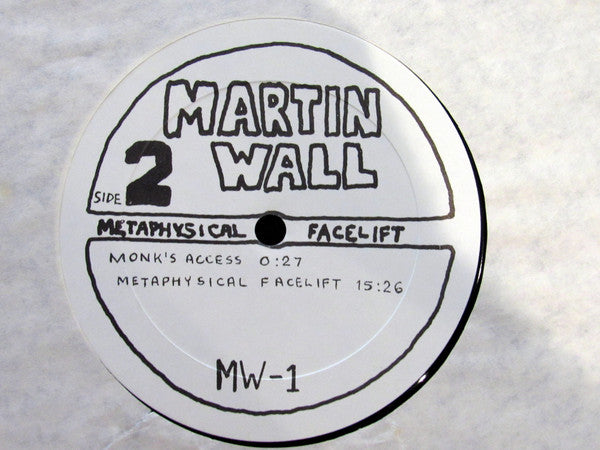 MARTIN
WALL
SIDE 2
METAPHYSICAL FACELIFT
MONK'S ACCESS 0:27
METAPHYSICAL FACELIFT 15:26
MW-1